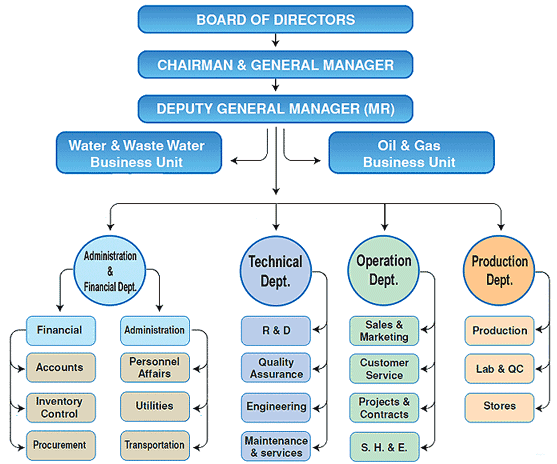 BOARD OF DIRECTORS
CHAIRMAN & GENERAL MANAGER
DEPUTY GENERAL MANAGER (MR)
Water & Waste Water
Business Unit
Oil & Gas
Business Unit
Administration
&
Financial Dept.
Technical
Dept.
Operation
Dept.
Production
Dept.
Financial
Accounts
Inventory
Control
Procurement
Administration
Personnel
Affairs
Utilities
Transportation
R & D
Quality
Assurance
Engineering
Maintenance
& services
Sales &
Marketing
Customer
Service
Projects &
Contracts
S. H. & E.
Production
Lab & QC
Stores